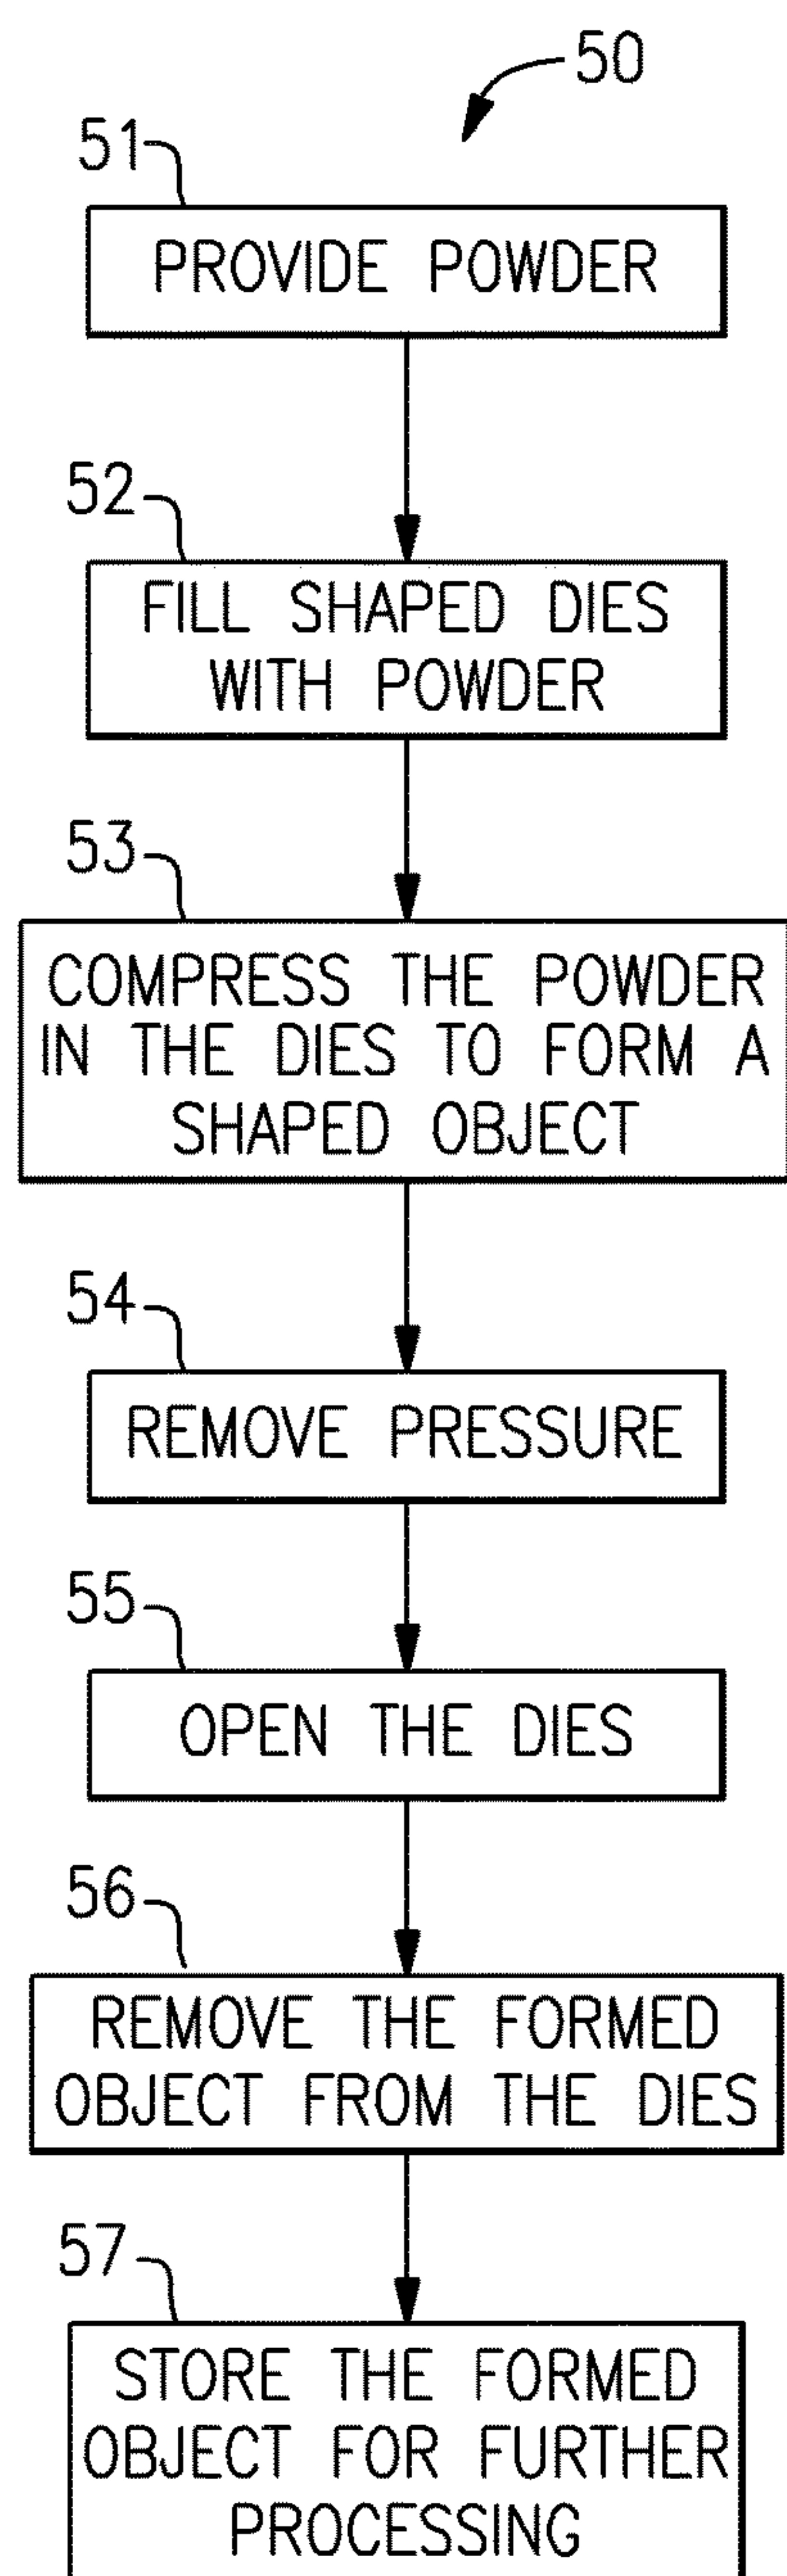 50
51
PROVIDE POWDER
52
FILL SHAPED DIES
WITH POWDER
53
COMPRESS THE POWDER
IN THE DIES TO FORM A
SHAPED OBJECT
54
REMOVE PRESSURE
55
OPEN THE DIES
56
REMOVE THE FORMED
OBJECT FROM THE DIES
57
STORE THE FORMED
OBJECT FOR FURTHER
PROCESSING